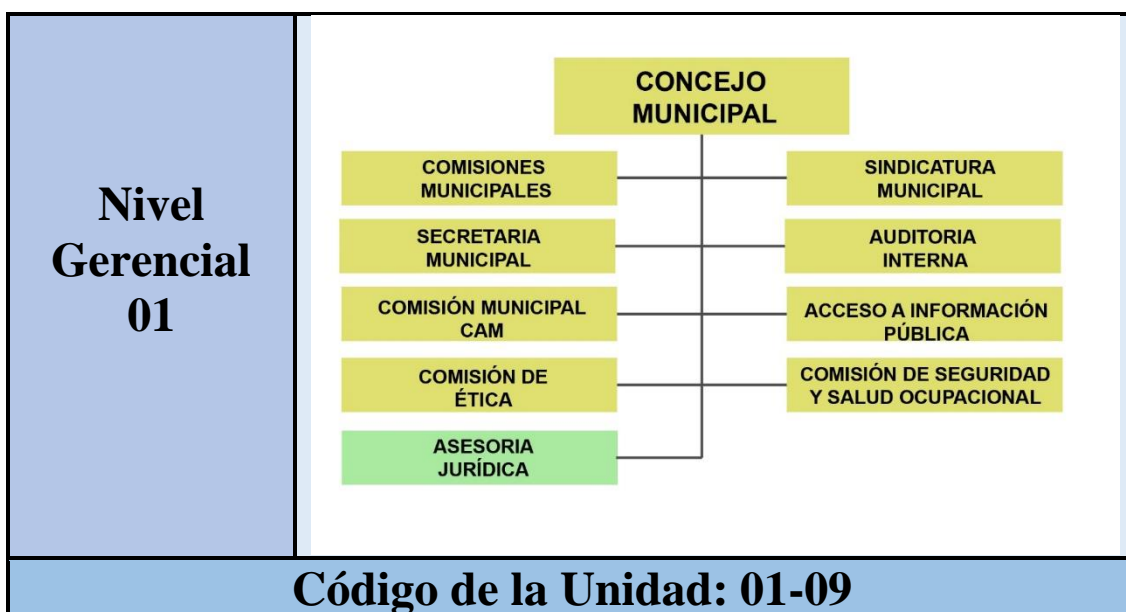 Nivel
Gerencial
01
CONCEJO
MUNICIPAL
COMISIONES
MUNICIPALES
SINDICATURA
MUNICIPAL
SECRETARIA
MUNICIPAL
AUDITORIA
INTERNA
COMISIÓN MUNICIPAL
CAM
ACCESO A INFORMACIÓN
PÚBLICA
COMISIÓN DE
ÉTICA
COMISIÓN DE SEGURIDAD
Y SALUD OCUPACIONAL
ASESORIA
JURÍDICA
Código de la Unidad: 01-09